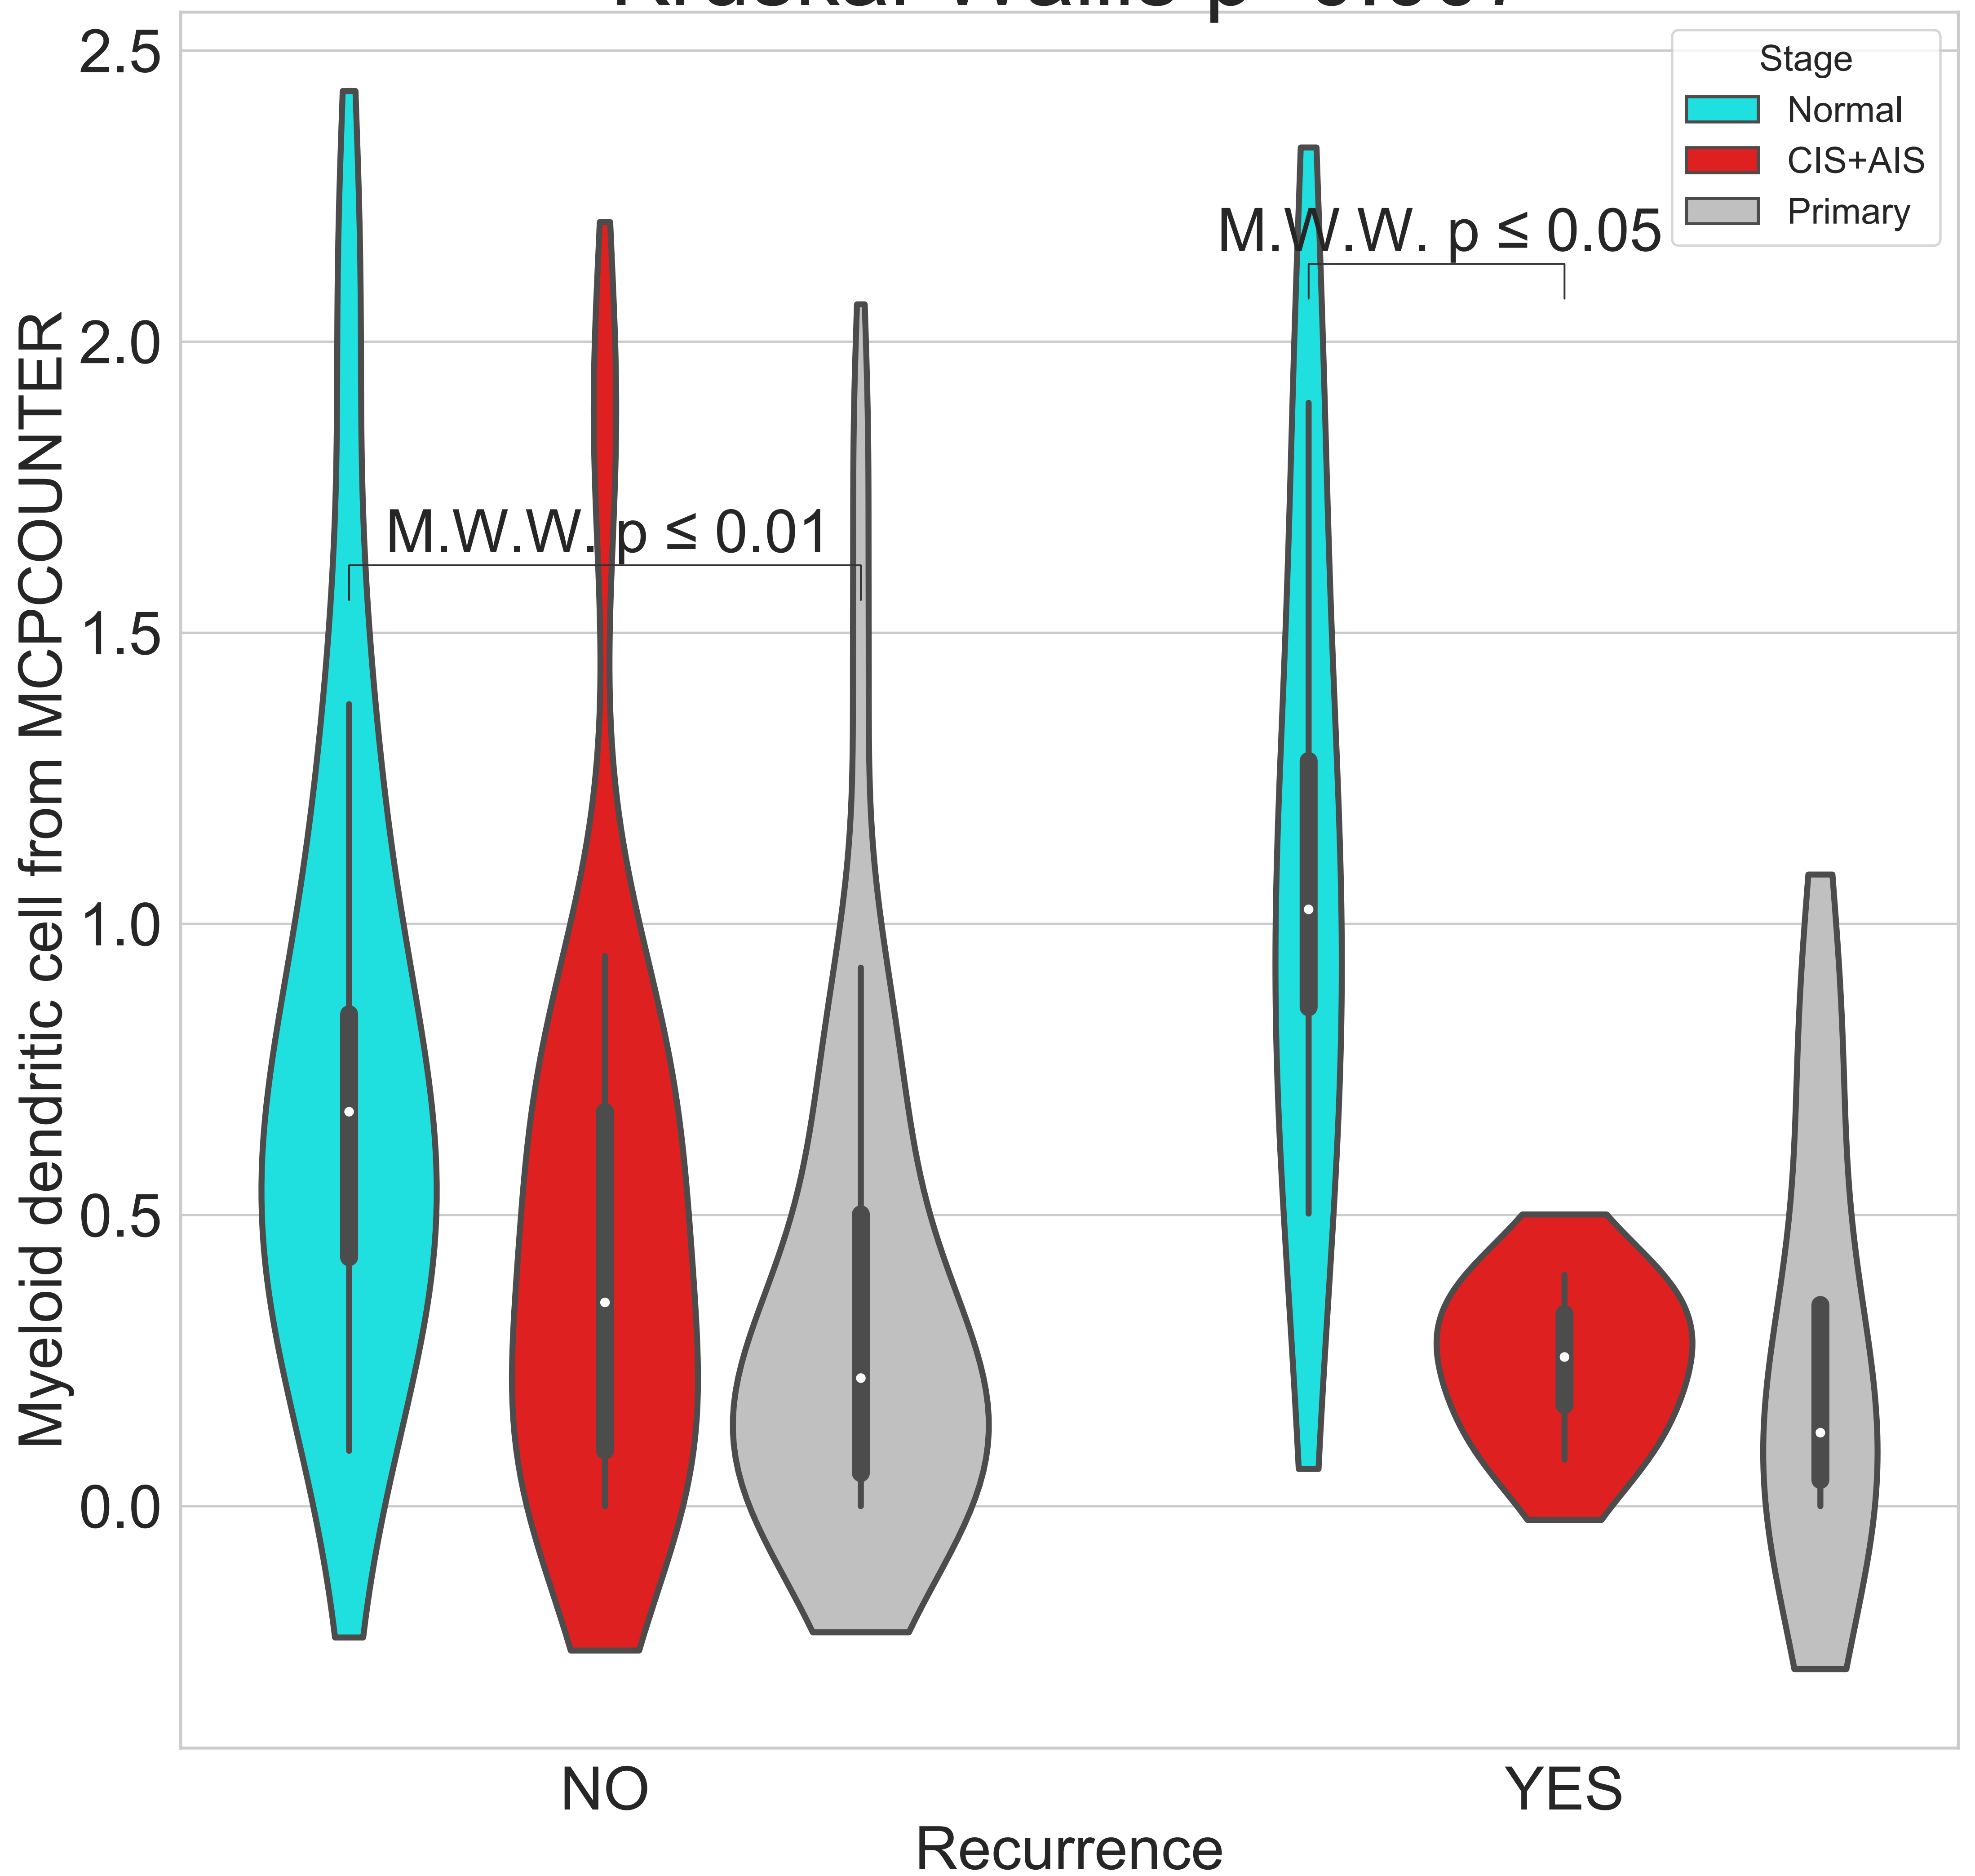 2.5
2.0
1.5
1.0
0.5
0.0
Myeloid dendritic cell from MCPCOUNTER
Stage
Normal
CIS+AIS
Primary
M.W.W. p ≤ 0.05
M.W.W. p ≤ 0.01
NO
YES
Recurrence